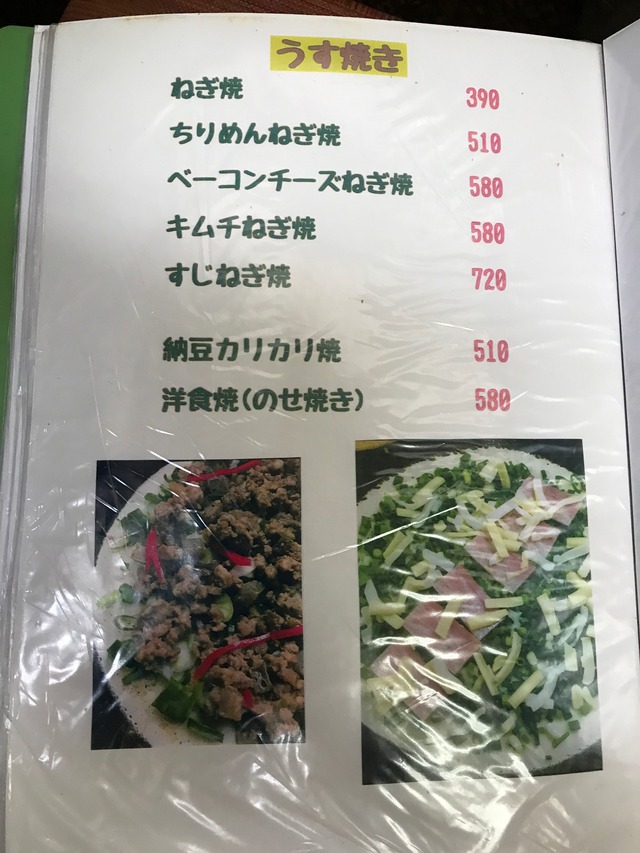 うす焼き
ねぎ焼 390
ちりめんねぎ焼 510
ベーコンチーズねぎ焼 580
キムチねぎ焼 580
すじねぎ焼 720
納豆カリカリ焼 510
洋食焼(のせ焼き) 580